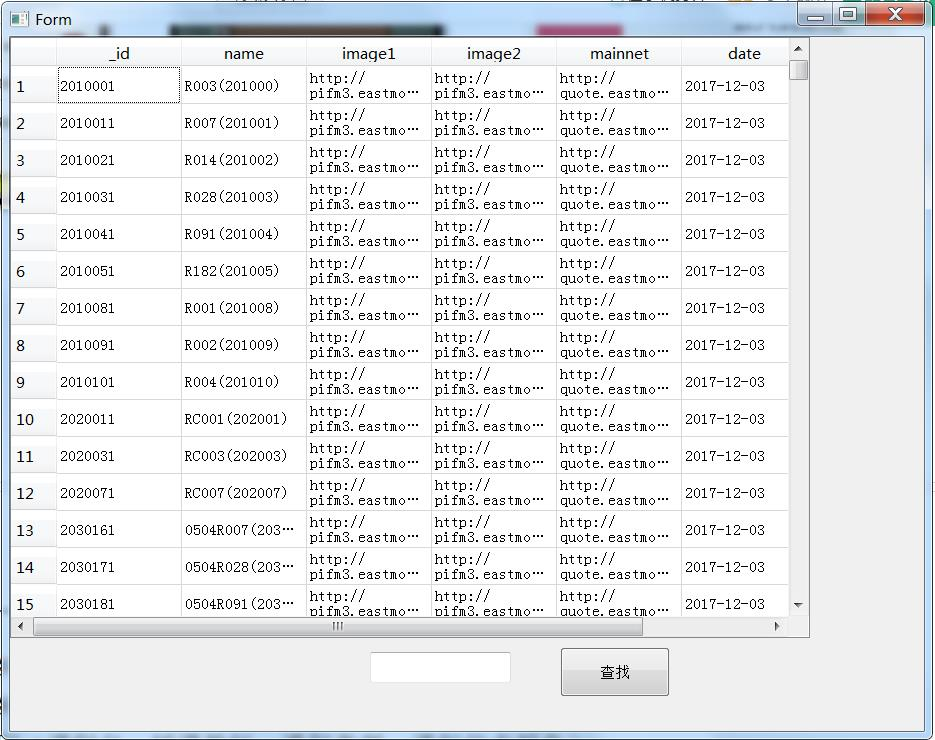 Form
_id name image1 image2 mainnet date
1 2010001 R003(201000) http://pifm3.eastmo… http://pifm3.eastmo… http://quote.eastmo… 2017-12-03
2 2010011 R007(201001) http://pifm3.eastmo… http://pifm3.eastmo… http://quote.eastmo… 2017-12-03
3 2010021 R014(201002) http://pifm3.eastmo… http://pifm3.eastmo… http://quote.eastmo… 2017-12-03
4 2010031 R028(201003) http://pifm3.eastmo… http://pifm3.eastmo… http://quote.eastmo… 2017-12-03
5 2010041 R091(201004) http://pifm3.eastmo… http://pifm3.eastmo… http://quote.eastmo… 2017-12-03
6 2010051 R182(201005) http://pifm3.eastmo… http://pifm3.eastmo… http://quote.eastmo… 2017-12-03
7 2010081 R001(201008) http://pifm3.eastmo… http://pifm3.eastmo… http://quote.eastmo… 2017-12-03
8 2010091 R002(201009) http://pifm3.eastmo… http://pifm3.eastmo… http://quote.eastmo… 2017-12-03
9 2010101 R004(201010) http://pifm3.eastmo… http://pifm3.eastmo… http://quote.eastmo… 2017-12-03
10 2020011 RC001(202001) http://pifm3.eastmo… http://pifm3.eastmo… http://quote.eastmo… 2017-12-03
11 2020031 RC003(202003) http://pifm3.eastmo… http://pifm3.eastmo… http://quote.eastmo… 2017-12-03
12 2020071 RC007(202007) http://pifm3.eastmo… http://pifm3.eastmo… http://quote.eastmo… 2017-12-03
13 2030161 0504R007(203… http://pifm3.eastmo… http://pifm3.eastmo… http://quote.eastmo… 2017-12-03
14 2030171 0504R028(203… http://pifm3.eastmo… http://pifm3.eastmo… http://quote.eastmo… 2017-12-03
15 2030181 0504R091(203… http://pifm3.eastmo… http://pifm3.eastmo… http://quote.eastmo… 2017-12-03
查找